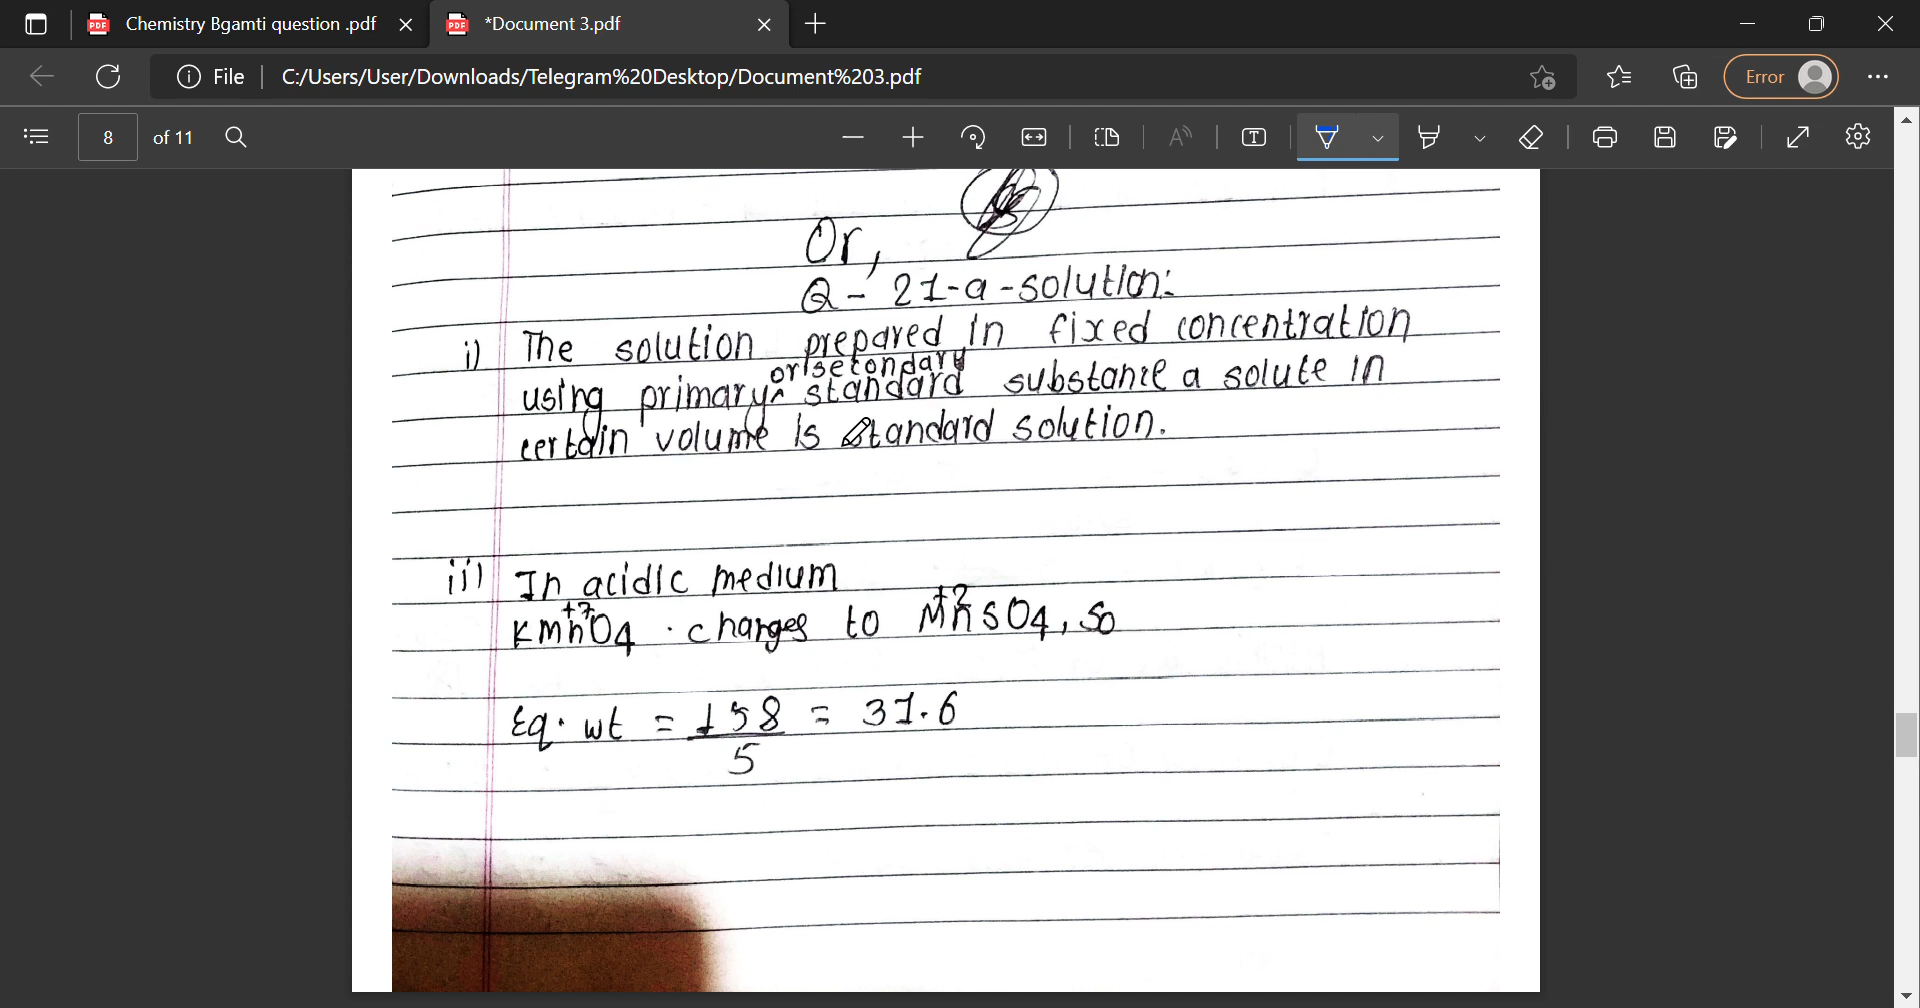 Chemistry Bgamti question .pdf
*Document 3.pdf
File C:/Users/User/Downloads/Telegram%20Desktop/Document%203.pdf
Error
8 of 11
Or,
Q - 21-a-solution:
i) The solution prepared in fixed concentration
or secondary
using primary ^ standard substance a solute in
certain volume is standard solution.
iii) In acidic medium
+7 +2
KMnO4 . changes to MnSO4, So
Eq. wt = 158 = 31.6
5